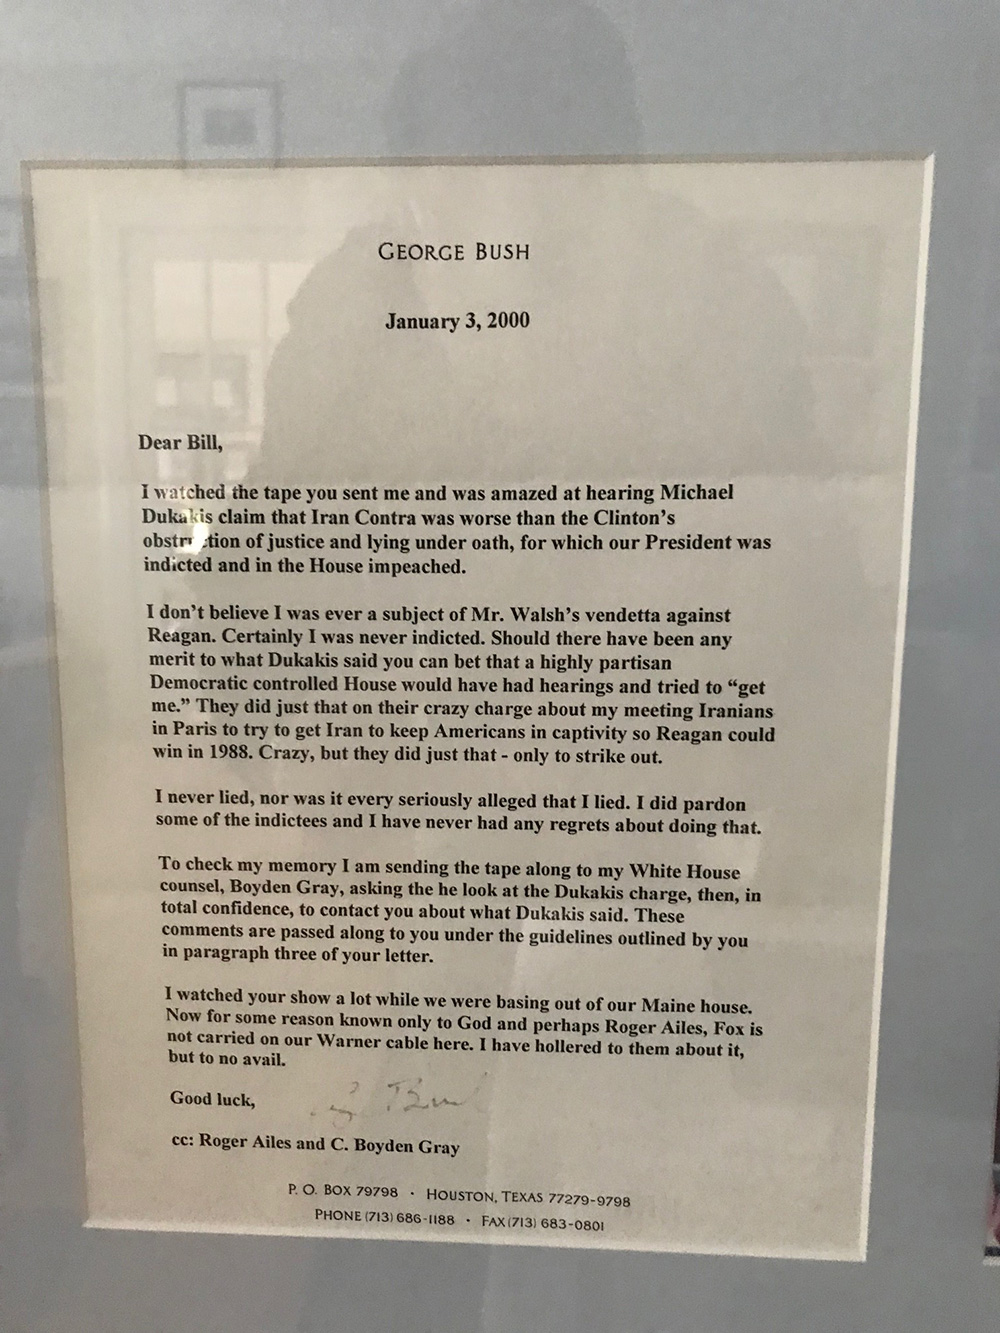 GEORGE BUSH
January 3, 2000
Dear Bill,
I watched the tape you sent me and was amazed at hearing Michael
Dukakis claim that Iran Contra was worse than the Clinton's
obstruction of justice and lying under oath, for which our President was
indicted and in the House impeached.
I don't believe I was ever a subject of Mr. Walsh's vendetta against
Reagan. Certainly I was never indicted. Should there have been any
merit to what Dukakis said you can bet that a highly partisan
Democratic controlled House would have had hearings and tried to “get
me.” They did just that on their crazy charge about my meeting Iranians
in Paris to try to get Iran to keep Americans in captivity so Reagan could
win in 1988. Crazy, but they did just that - only to strike out.
I never lied, nor was it every seriously alleged that I lied. I did pardon
some of the indictees and I have never had any regrets about doing that.
To check my memory I am sending the tape along to my White House
counsel, Boyden Gray, asking the he look at the Dukakis charge, then, in
total confidence, to contact you about what Dukakis said. These
comments are passed along to you under the guidelines outlined by you
in paragraph three of your letter.
I watched your show a lot while we were basing out of our Maine house.
Now for some reason known only to God and perhaps Roger Ailes, Fox is
not carried on our Warner cable here. I have hollered to them about it,
but to no avail.
Good luck,
cc: Roger Ailes and C. Boyden Gray
P. O. BOX 79798 · HOUSTON, TEXAS 77279-9798
PHONE (713) 686-1188 · FAX (713) 683-0801